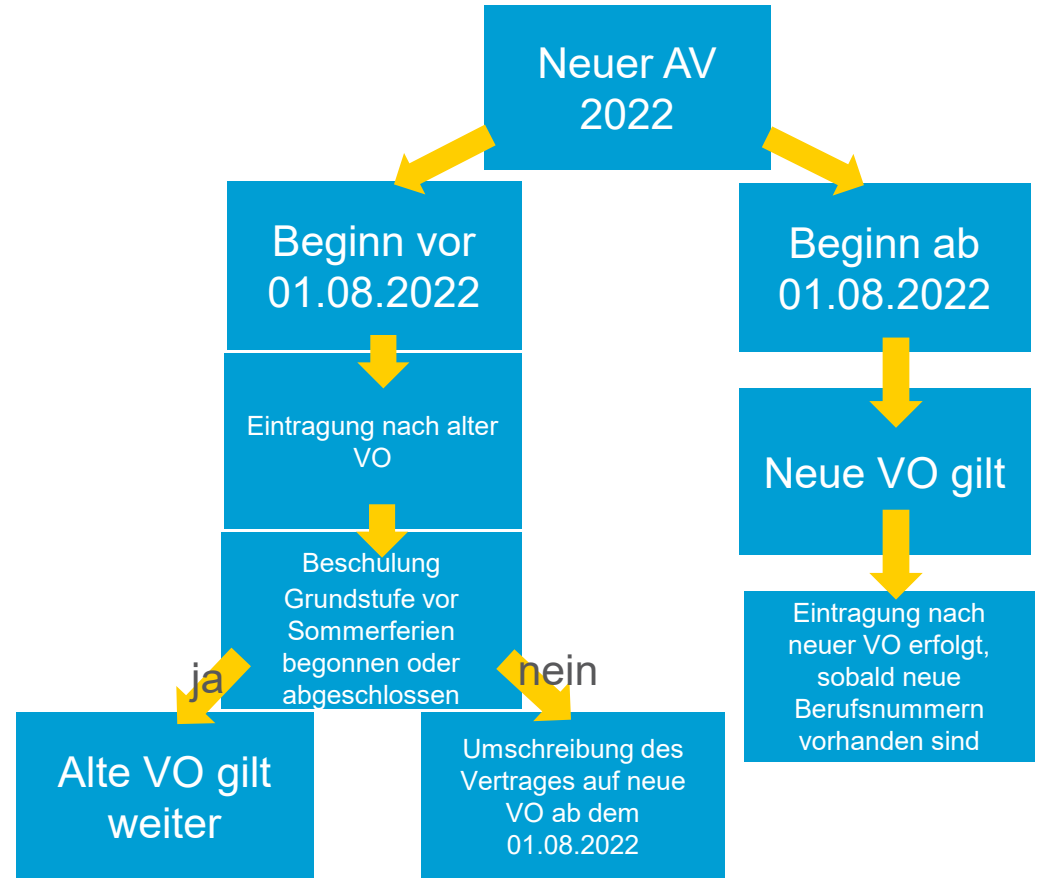 Neuer AV
2022
Beginn vor
01.08.2022
Beginn ab
01.08.2022
Eintragung nach alter
VO
Neue VO gilt
Beschulung
Grundstufe vor
Sommerferien
begonnen oder
abgeschlossen
Eintragung nach
neuer VO erfolgt,
sobald neue
Berufsnummern
vorhanden sind
ja
nein
Alte VO gilt
weiter
Umschreibung des
Vertrages auf neue
VO ab dem
01.08.2022